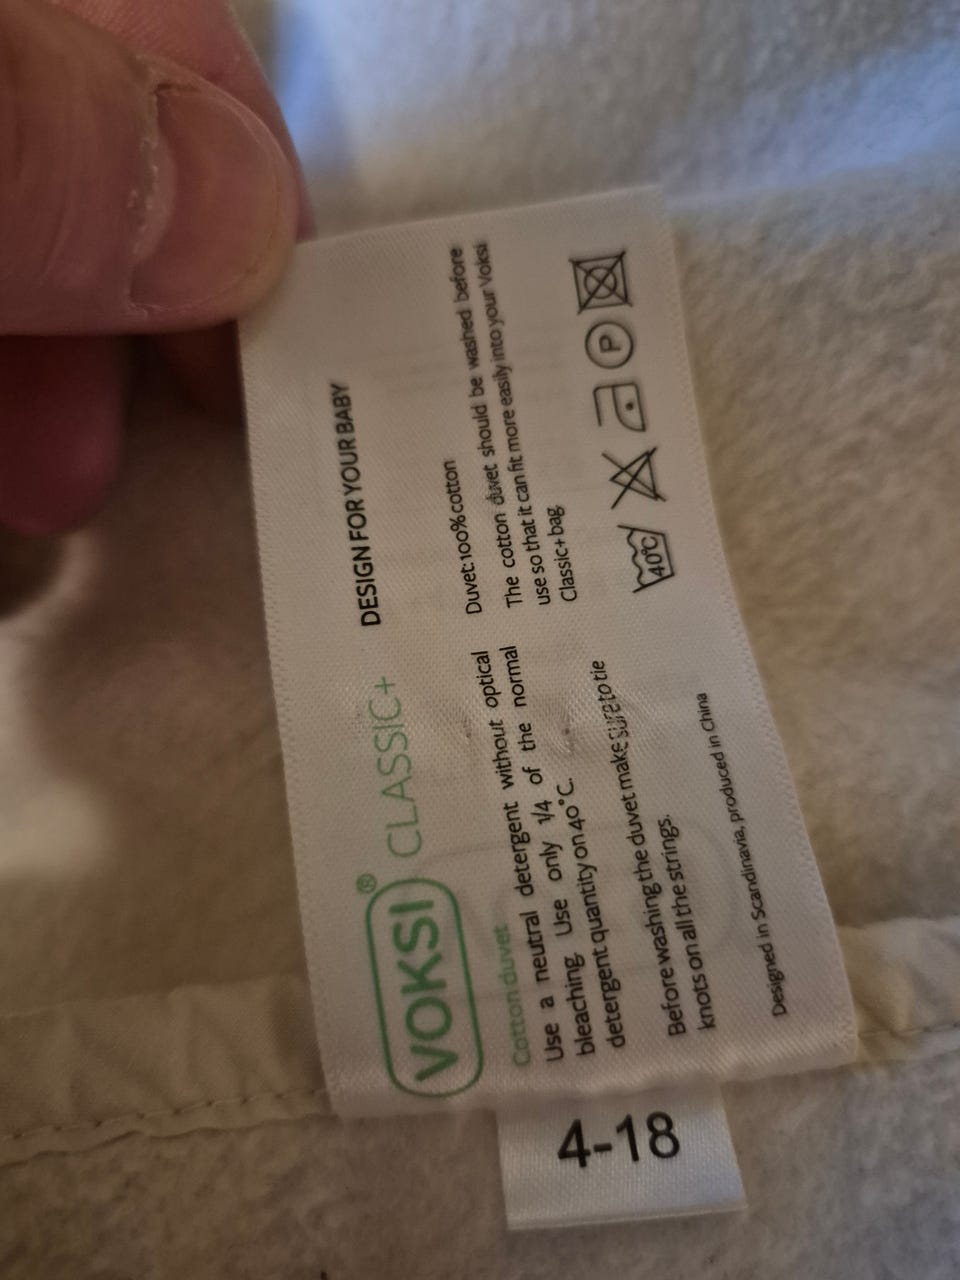 VOKSI® CLASSIC+
DESIGN FOR YOUR BABY
Cotton duvet
Use a neutral detergent without optical
bleaching. Use only 1/4 of the normal
detergent quantity on 40°C.
Before washing the duvet make sure to tie
knots on all the strings.
Designed in Scandinavia, produced in China
Duvet: 100% cotton
The cotton duvet should be washed before
use so that it can fit more easily into your Voksi
Classic+ bag
40°C
P
4-18